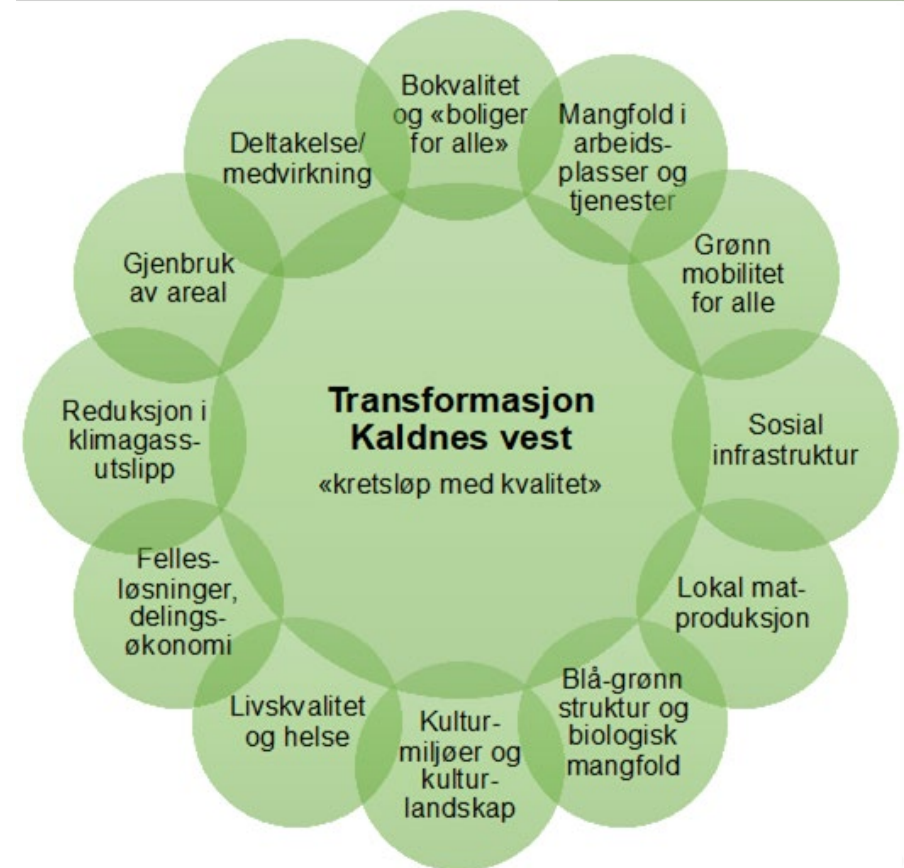 Bokvalitet
og «boliger
for alle»
Mangfold i
arbeids-
plasser og
tjenester
Grønn
mobilitet
for alle
Sosial
infrastruktur
Lokal mat-
produksjon
Blå-grønn
struktur og
biologisk
mangfold
Kultur-
miljøer og
kultur-
landskap
Livskvalitet
og helse
Felles-
løsninger,
delings-
økonomi
Reduksjon i
klimagass-
utslipp
Gjenbruk
av areal
Deltakelse/
medvirkning
Transformasjon
Kaldnes vest
«kretsløp med kvalitet»